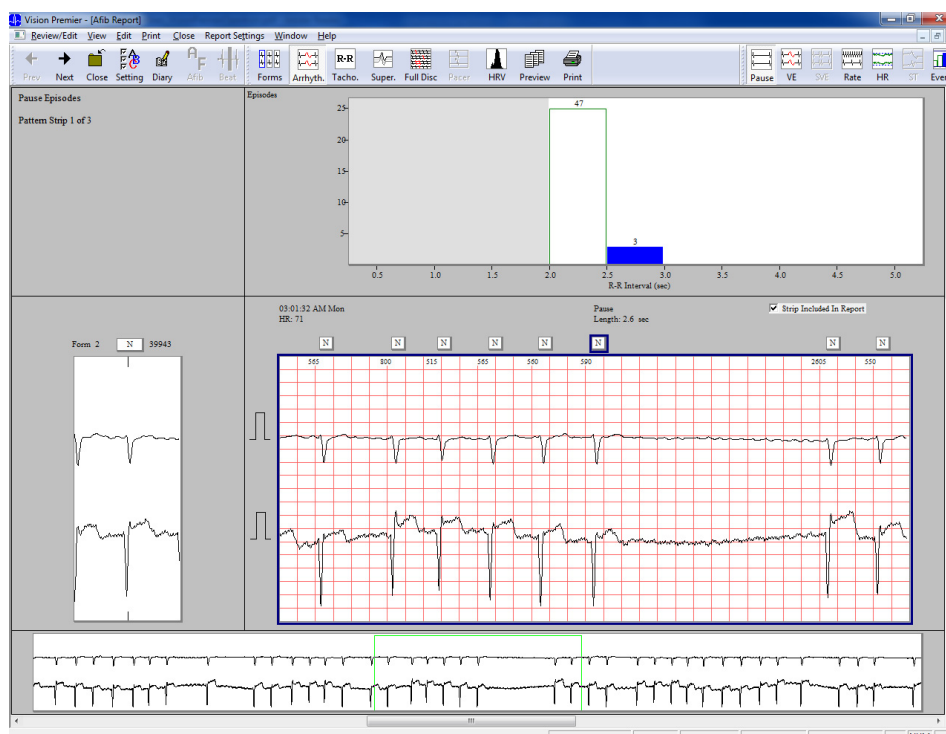 Vision Premier - [Afib Report]
Review/Edit View Edit Print Close Report Settings Window Help
Prev Next Close Setting Diary Afib Beat Forms Arrhyth. Tacho. Super. Full Disc Pacer HRV Preview Print Pause VE SVE Rate HR ST Even
R-R
Pause Episodes
Pattern Strip 1 of 3
Episodes
25
20
15
10
5
47
3
0.5 1.0 1.5 2.0 2.5 3.0 3.5 4.0 4.5 5.0
R-R Interval (sec)
03:01:32 AM Mon
HR: 71
Pause
Length: 2.6 sec
Strip Included In Report
Form 2 N 39943
N N N N N N N N
565 800 515 565 560 590 2605 550